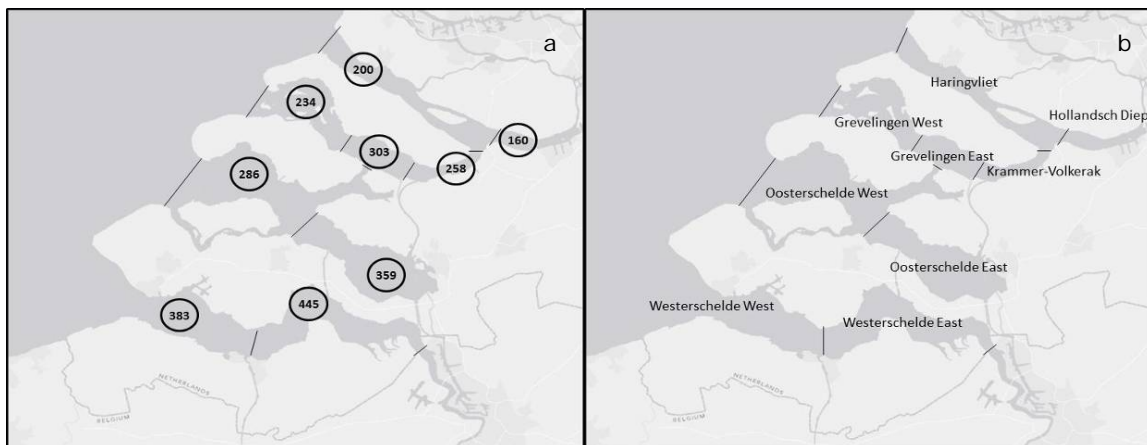 a
200
234
303
160
258
286
359
445
383
NETHERLANDS
BELGIUM
b
Haringvliet
Hollandsch Diep
Grevelingen West
Grevelingen East
Krammer-Volkerak
Oosterschelde West
Oosterschelde East
Westerschelde West
Westerschelde East
NETHERLANDS
BELGIUM